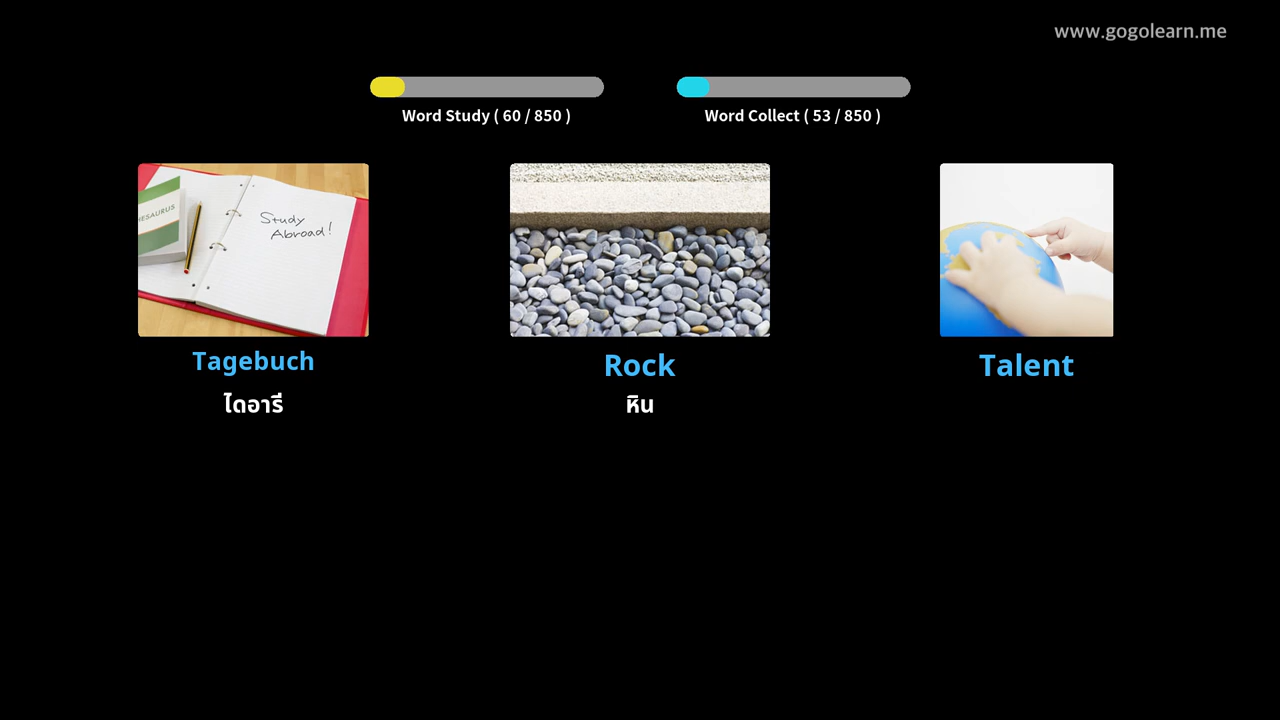 www.gogolearn.me
Word Study ( 60 / 850 )
Word Collect ( 53 / 850 )
HESAURUS
Study
Abroad!
Tagebuch
Rock
Talent
ไดอารี
หิน